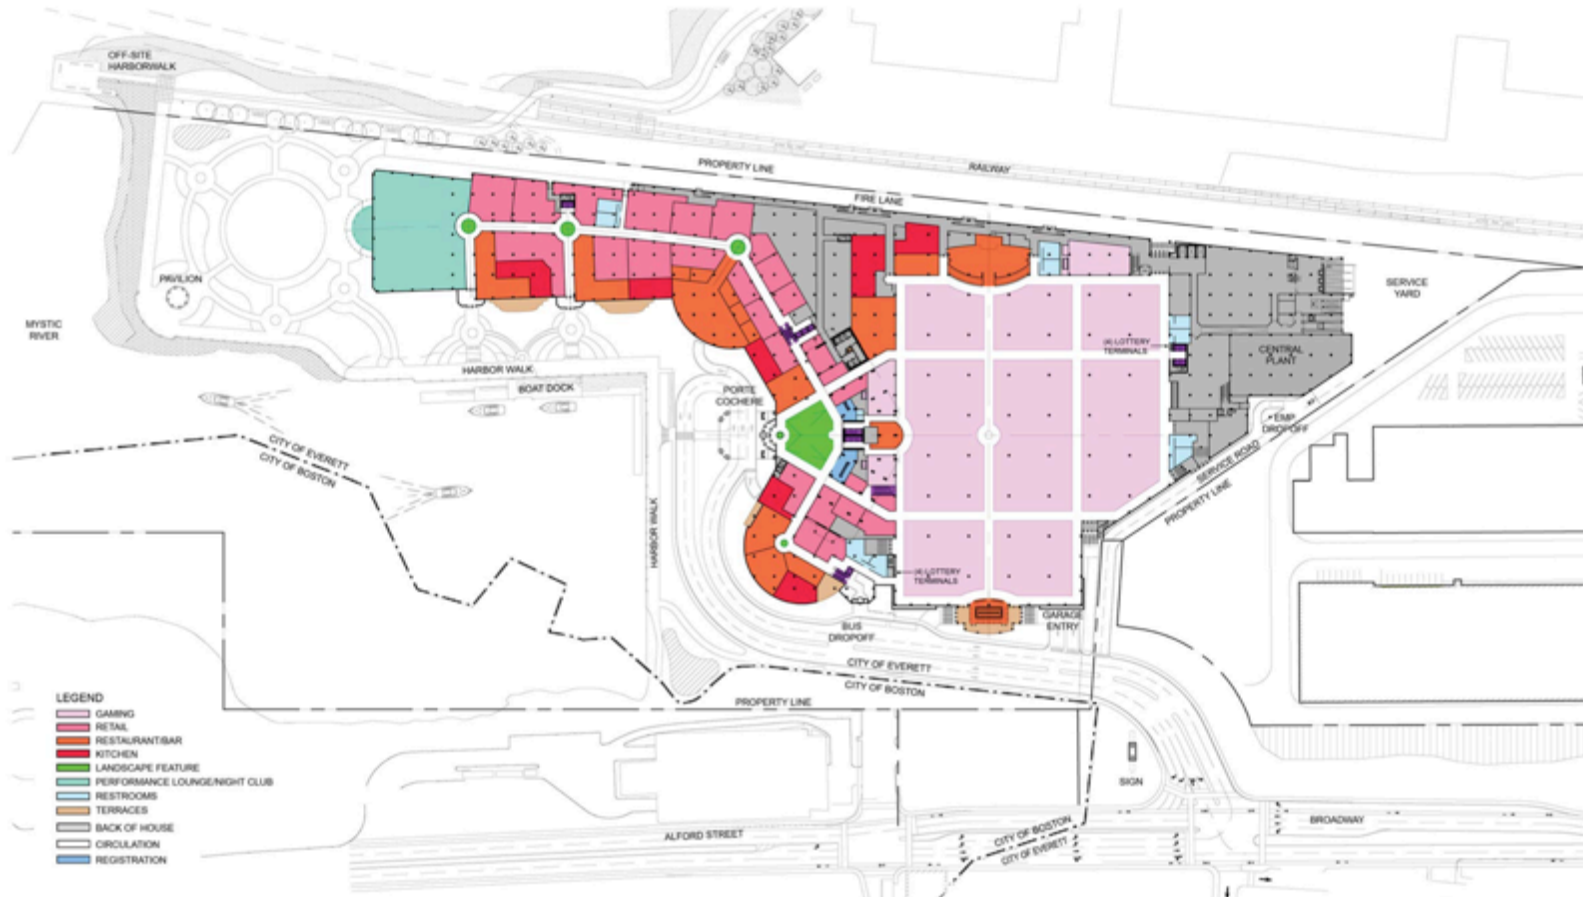 OFF-SITE
HARBORWALK
PROPERTY LINE
RAILWAY
FIRE LANE
PAVILION
SERVICE
YARD
MYSTIC
RIVER
(4) LOTTERY
TERMINALS
CENTRAL
PLANT
HARBOR WALK
BOAT DOCK
PORTE
COCHERE
EMP
DROPOFF
CITY OF EVERETT
CITY OF BOSTON
SERVICE ROAD
PROPERTY LINE
HARBOR WALK
(4) LOTTERY
TERMINALS
GARAGE
ENTRY
BUS
DROPOFF
CITY OF EVERETT
CITY OF BOSTON
PROPERTY LINE
LEGEND
GAMING
RETAIL
RESTAURANT/BAR
KITCHEN
LANDSCAPE FEATURE
PERFORMANCE LOUNGE/NIGHT CLUB
RESTROOMS
TERRACES
BACK OF HOUSE
CIRCULATION
REGISTRATION
SIGN
ALFORD STREET
CITY OF BOSTON
CITY OF EVERETT
BROADWAY